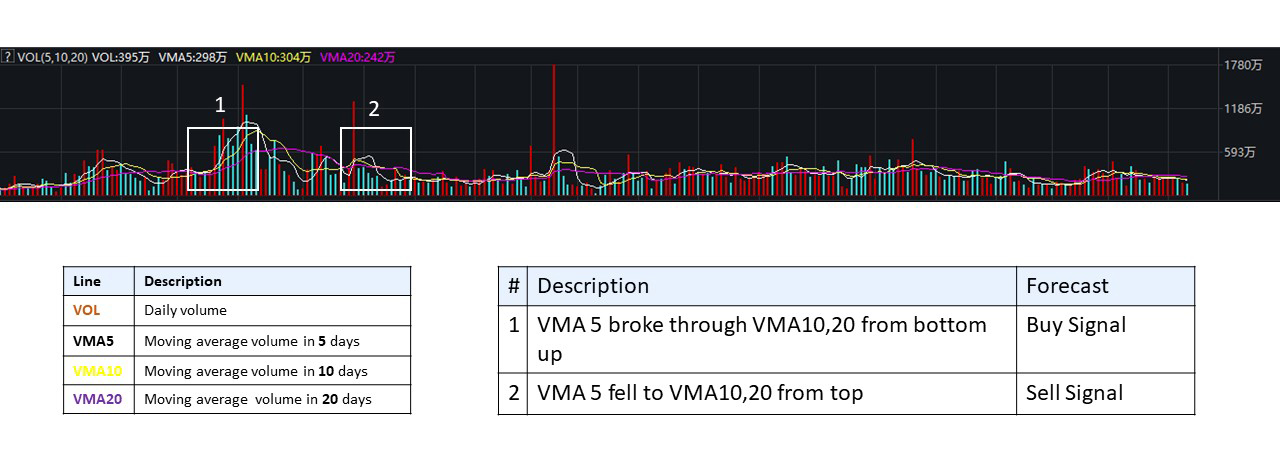 ? VOL(5,10,20) VOL:395万 VMA5:298万 VMA10:304万 VMA20:242万
1780万
1186万
593万
1
2
Line Description
VOL Daily volume
VMA5 Moving average volume in 5 days
VMA10 Moving average volume in 10 days
VMA20 Moving average volume in 20 days
# Description Forecast
1 VMA 5 broke through VMA10,20 from bottom Buy Signal
up
2 VMA 5 fell to VMA10,20 from top Sell Signal